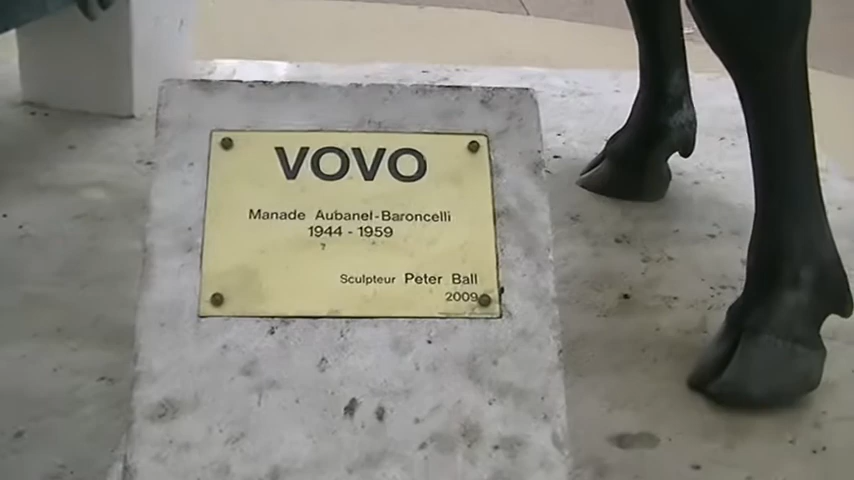 VOVO
Manade Aubanel-Baroncelli
1944 - 1959
Sculpteur Peter Ball
2009